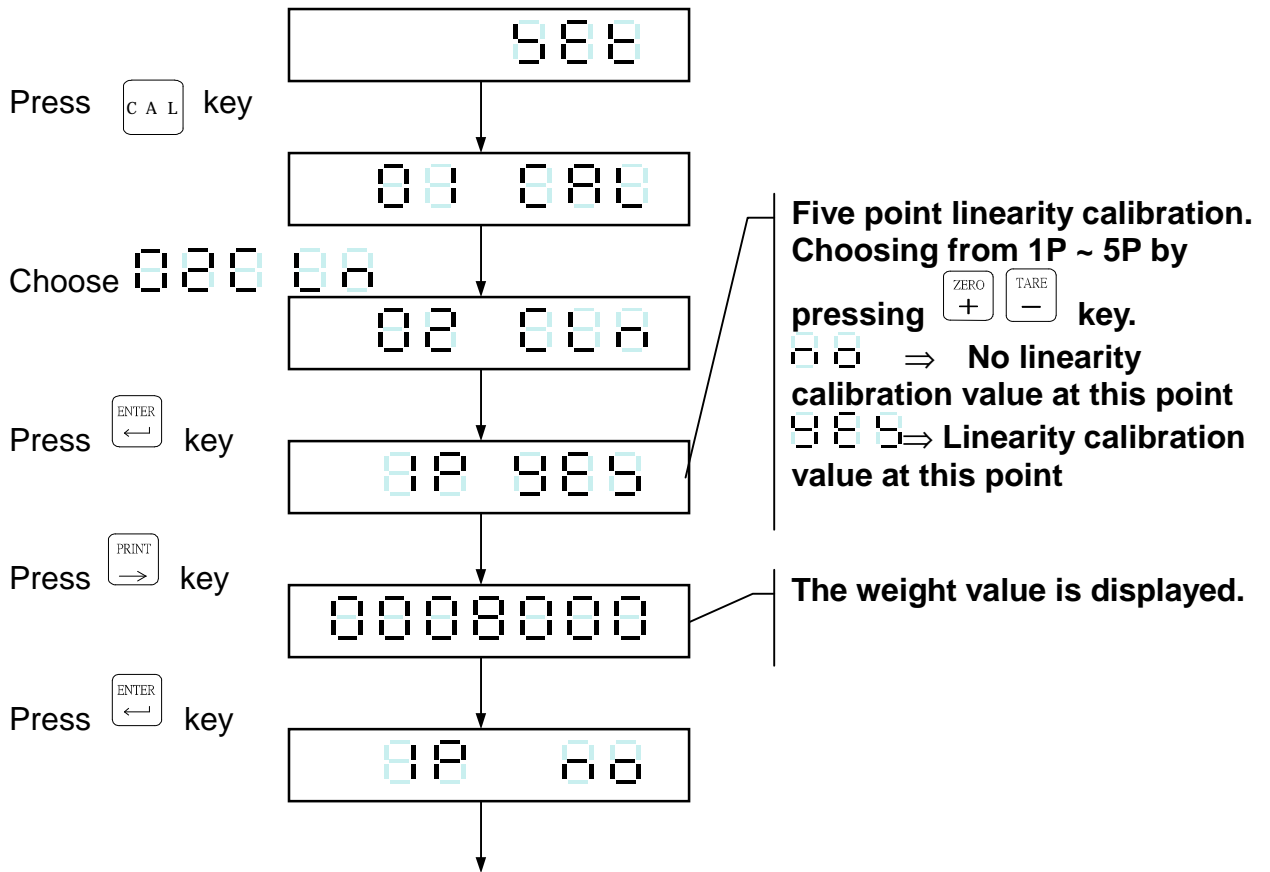 SEt
Press CAL key
01 CAL
Choose 02C Ln
02 CLn
Press ENTER key
1P YES
Press PRINT key
0008000
Press ENTER key
1P no
Five point linearity calibration.
Choosing from 1P ~ 5P by
pressing ZERO + TARE − key.
no ⇒ No linearity
calibration value at this point
YES ⇒ Linearity calibration
value at this point
The weight value is displayed.